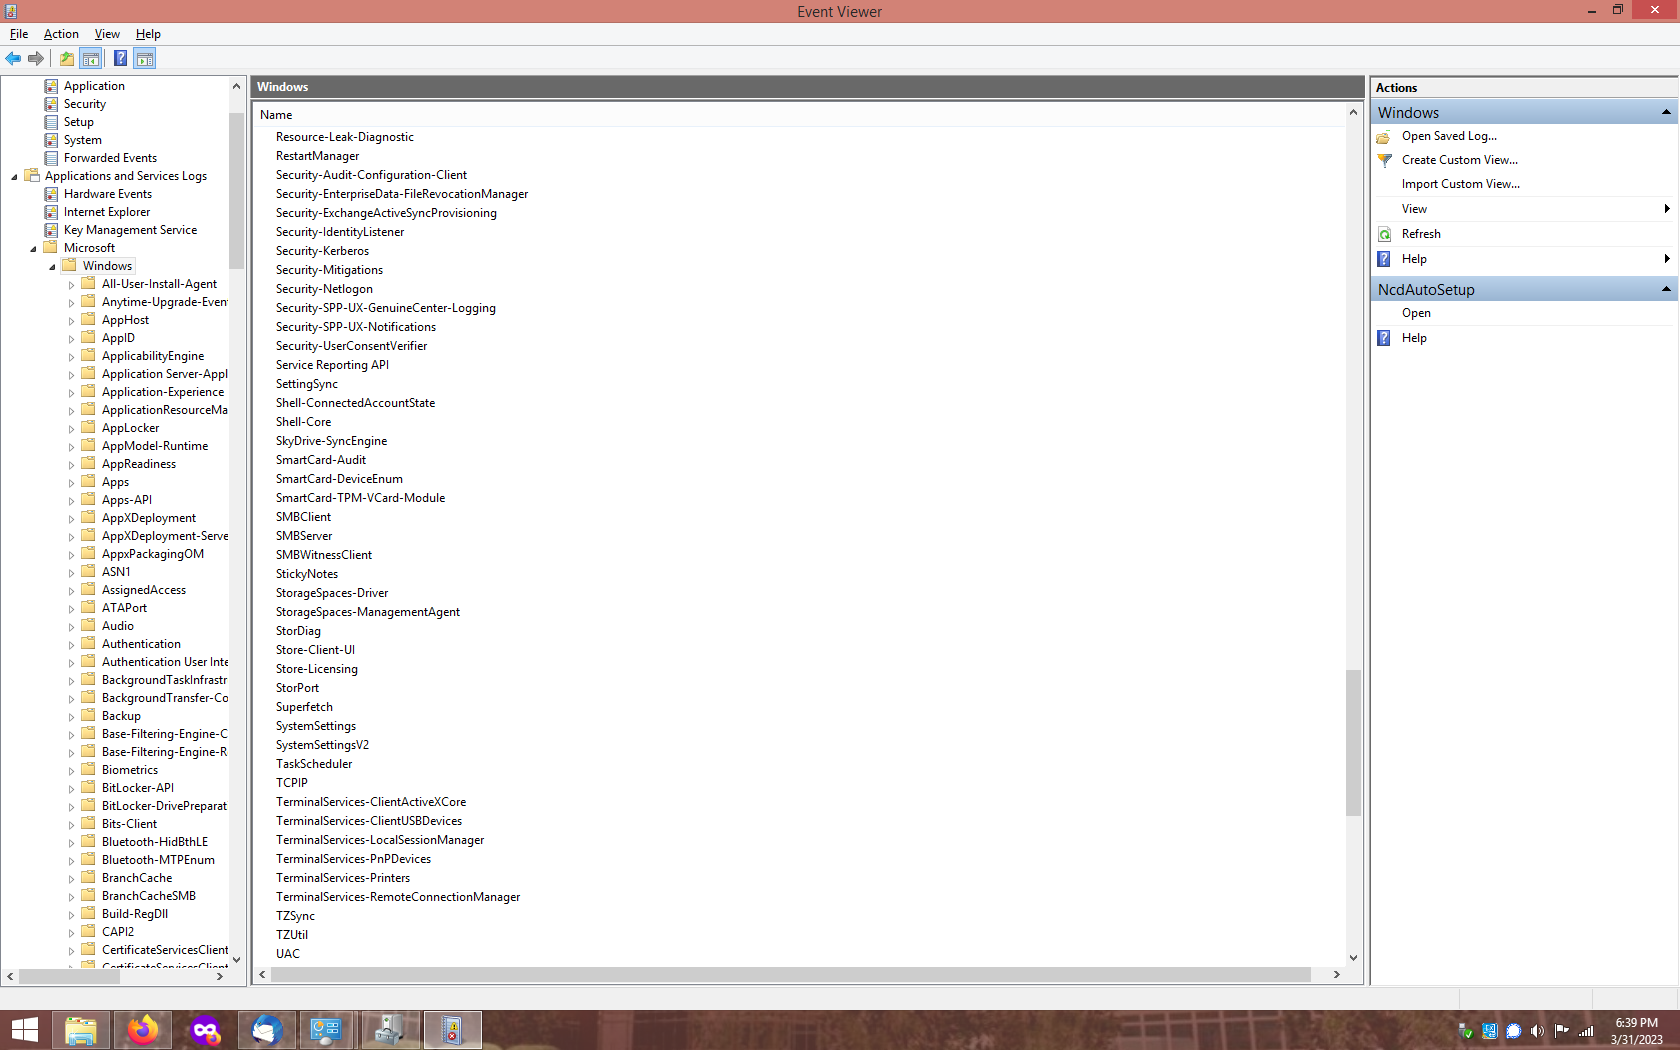 Event Viewer
File Action View Help
Application
Security
Setup
System
Forwarded Events
Applications and Services Logs
Hardware Events
Internet Explorer
Key Management Service
Microsoft
Windows
All-User-Install-Agent
Anytime-Upgrade-Even
AppHost
AppID
ApplicabilityEngine
Application Server-Appl
Application-Experience
ApplicationResourceMa
AppLocker
AppModel-Runtime
AppReadiness
Apps
Apps-API
AppXDeployment
AppXDeployment-Serve
AppxPackagingOM
ASN1
AssignedAccess
ATAPort
Audio
Authentication
Authentication User Inte
BackgroundTaskInfrastr
BackgroundTransfer-Co
Backup
Base-Filtering-Engine-C
Base-Filtering-Engine-R
Biometrics
BitLocker-API
BitLocker-DrivePreparat
Bits-Client
Bluetooth-HidBthLE
Bluetooth-MTPEnum
BranchCache
BranchCacheSMB
Build-RegDll
CAPI2
CertificateServicesClient
CertificateServicesClient
Windows
Name
Resource-Leak-Diagnostic
RestartManager
Security-Audit-Configuration-Client
Security-EnterpriseData-FileRevocationManager
Security-ExchangeActiveSyncProvisioning
Security-IdentityListener
Security-Kerberos
Security-Mitigations
Security-Netlogon
Security-SPP-UX-GenuineCenter-Logging
Security-SPP-UX-Notifications
Security-UserConsentVerifier
Service Reporting API
SettingSync
Shell-ConnectedAccountState
Shell-Core
SkyDrive-SyncEngine
SmartCard-Audit
SmartCard-DeviceEnum
SmartCard-TPM-VCard-Module
SMBClient
SMBServer
SMBWitnessClient
StickyNotes
StorageSpaces-Driver
StorageSpaces-ManagementAgent
StorDiag
Store-Client-UI
Store-Licensing
StorPort
Superfetch
SystemSettings
SystemSettingsV2
TaskScheduler
TCPIP
TerminalServices-ClientActiveXCore
TerminalServices-ClientUSBDevices
TerminalServices-LocalSessionManager
TerminalServices-PnPDevices
TerminalServices-Printers
TerminalServices-RemoteConnectionManager
TZSync
TZUtil
UAC
Actions
Windows
Open Saved Log...
Create Custom View...
Import Custom View...
View
Refresh
Help
NcdAutoSetup
Open
Help
6:39 PM
3/31/2023